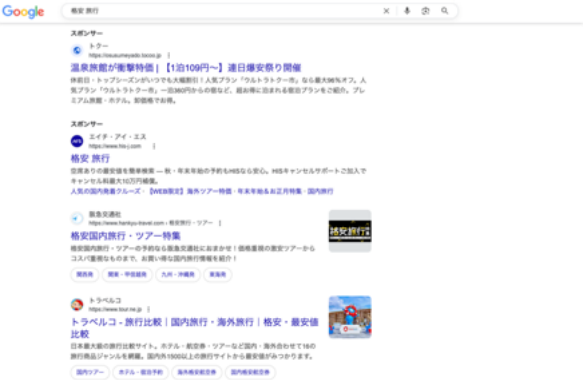 Google
格安 旅行
スポンサー
トクー
温泉旅館が衝撃特価 | 【1泊109円〜】連日爆安祭り開催
休前日・トップシーズンがいつでも大幅割引！人気プラン「ウルトラトクー市」なら最大96%オフ。人
気プラン「ウルトラトクー市」一泊360円からの宿など、超お得に泊まれる宿泊プランをご紹介。プレ
ミアム旅館・ホテル。卸価格でお得。
スポンサー
エイチ・アイ・エス
https://www.his-j.com
格安 旅行
空席ありの最安値を簡単検索 — 秋・年末年始の予約もHISなら安心。HISキャンセルサポートご加入で
キャンセル料最大10万円補償。
人気の国内発着クルーズ・【WEB限定】海外ツアー特価・年末年始&お正月特集・国内旅行
阪急交通社
https://www.hankyu-travel.com › 格安旅行・ツアー
格安国内旅行・ツアー特集
格安旅行
格安国内旅行・ツアーの予約なら阪急交通社におまかせ！価格重視の激安ツアーから
コスパ重視なものまで、お買い得な国内旅行情報を紹介！
関西発
関東・甲信越発
九州・沖縄発
東海発
トラベルコ
https://www.tour.ne.jp
トラベルコ - 旅行比較｜国内旅行・海外旅行｜格安・最安値
比較
日本最大級の旅行比較サイト。ホテル・航空券・ツアーなど国内・海外合わせて16の
旅行商品ジャンルを網羅。国内外1500以上の旅行サイトから最安値がみつかります。
国内ツアー
ホテル・宿泊予約
海外格安航空券
国内格安航空券